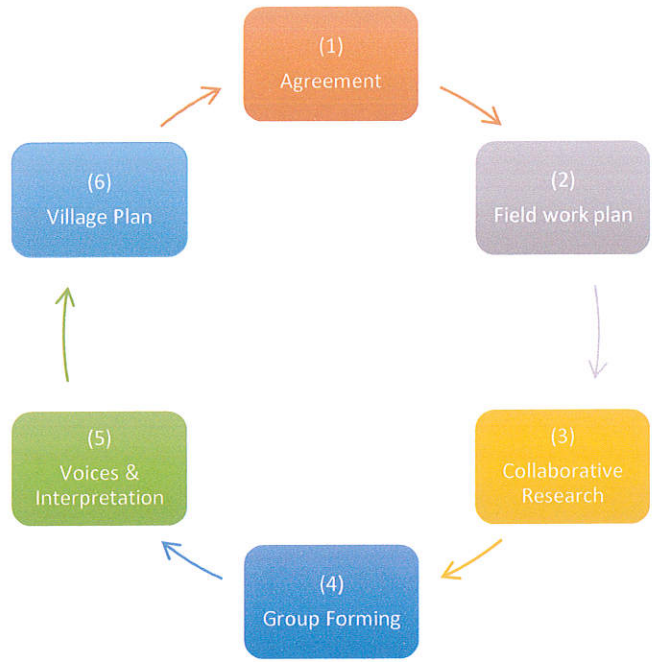 (1)
Agreement
(2)
Field work plan
(3)
Collaborative
Research
(4)
Group Forming
(5)
Voices &
Interpretation
(6)
Village Plan